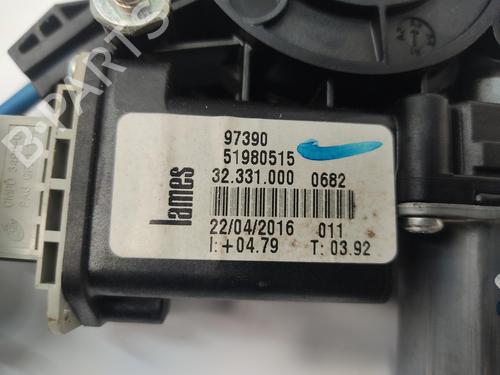 B-PARTS
97390
51980515
32.331.000 0682
lames
22/04/2016 011
I: +04.79 T: 03.92